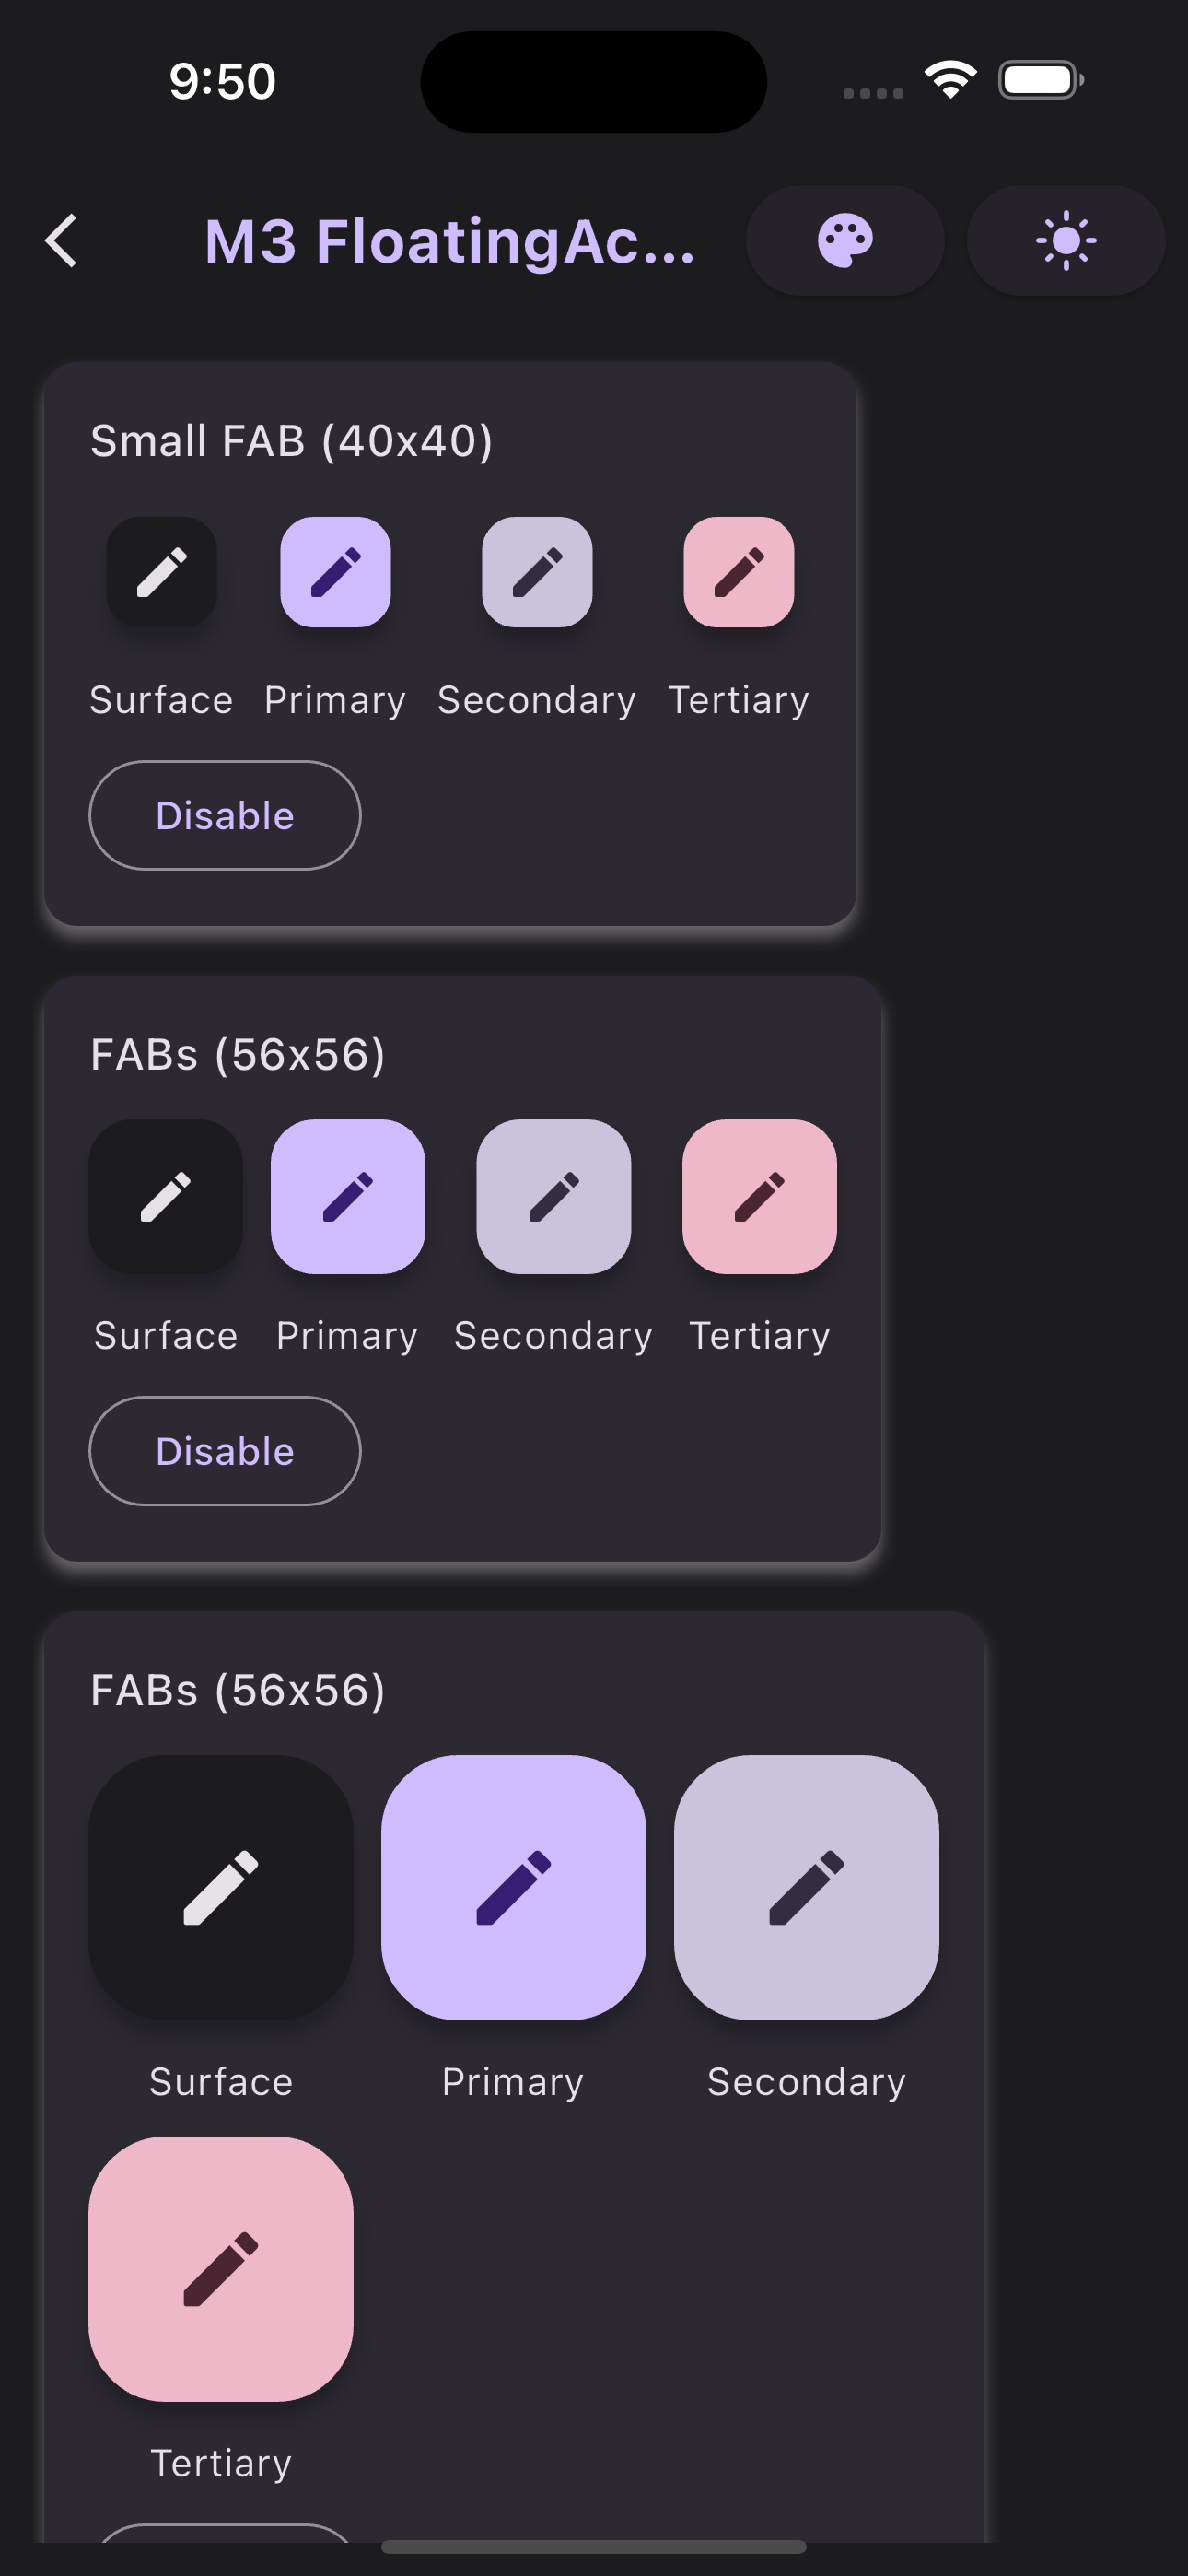 9:50
M3 FloatingAc...
Small FAB (40x40)
Surface Primary Secondary Tertiary
Disable
FABs (56x56)
Surface Primary Secondary Tertiary
Disable
FABs (56x56)
Surface Primary Secondary
Tertiary